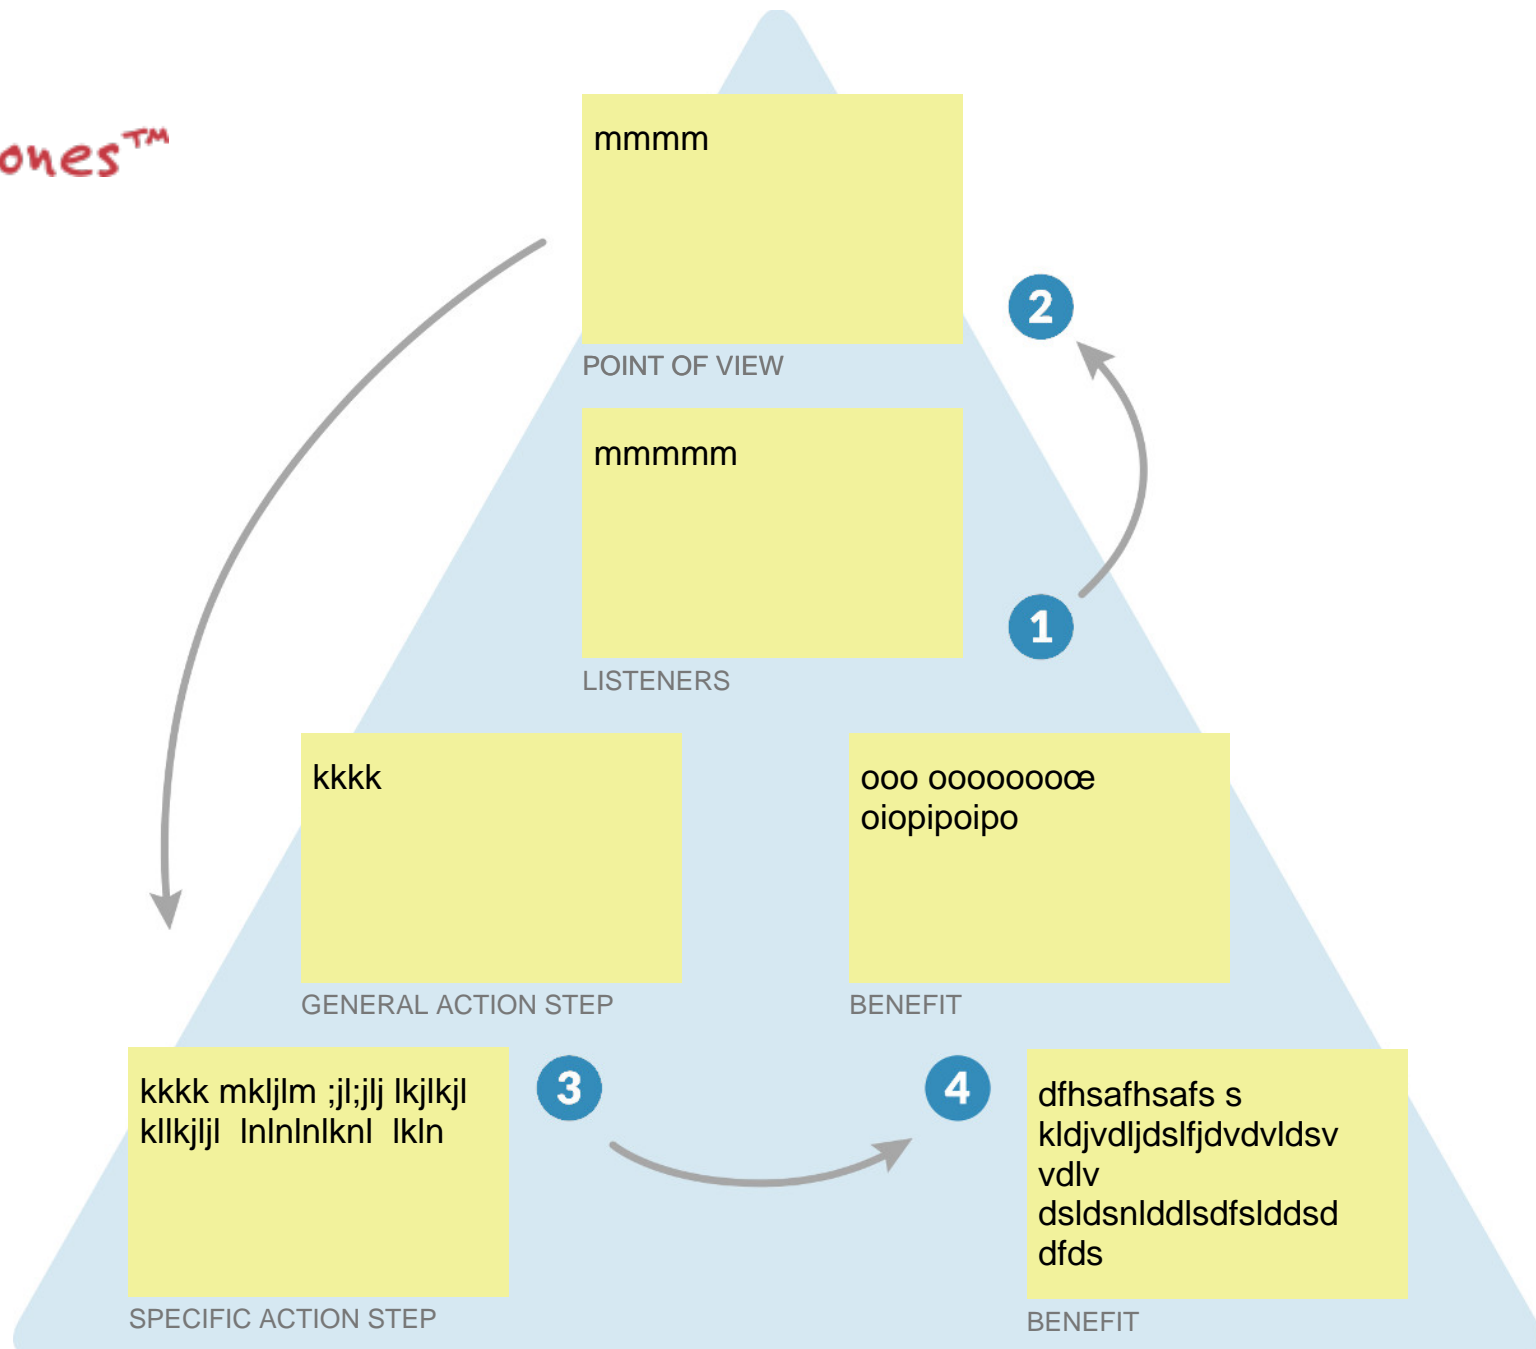 ones™
mmmm
2
POINT OF VIEW
mmmmm
1
LISTENERS
kkkk
GENERAL ACTION STEP
ooo ooooooooœ
oiopipoipo
BENEFIT
kkkk mkljlm ;jl;jlj lkjlkjl
kllkjljl  lnlnlnlknl  lkln
SPECIFIC ACTION STEP
3
4
dfhsafhsafs s
kldjvdljdslfjdvdvldsv
vdlv
dsldsnlddlsdfslddsd
dfds
BENEFIT